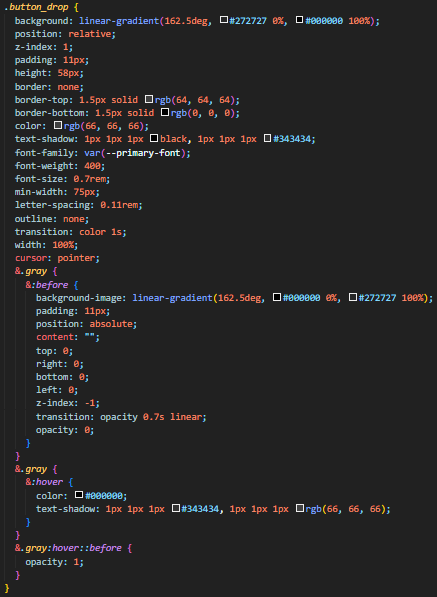 .button_drop {
background: linear-gradient(162.5deg, #272727 0%, #000000 100%);
position: relative;
z-index: 1;
padding: 11px;
height: 58px;
border: none;
border-top: 1.5px solid rgb(64, 64, 64);
border-bottom: 1.5px solid rgb(0, 0, 0);
color: rgb(66, 66, 66);
text-shadow: 1px 1px 1px black, 1px 1px 1px #343434;
font-family: var(--primary-font);
font-weight: 400;
font-size: 0.7rem;
min-width: 75px;
letter-spacing: 0.11rem;
outline: none;
transition: color 1s;
width: 100%;
cursor: pointer;
&.gray {
&:before {
background-image: linear-gradient(162.5deg, #000000 0%, #272727 100%);
padding: 11px;
position: absolute;
content: "";
top: 0;
right: 0;
bottom: 0;
left: 0;
z-index: -1;
transition: opacity 0.7s linear;
opacity: 0;
}
}
&.gray {
&:hover {
color: #000000;
text-shadow: 1px 1px 1px #343434, 1px 1px 1px rgb(66, 66, 66);
}
}
&.gray:hover::before {
opacity: 1;
}
}